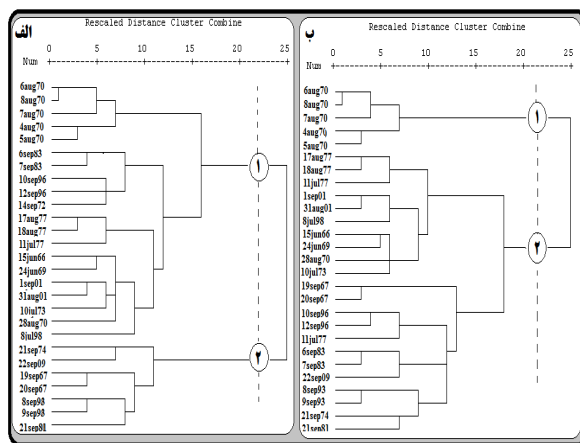 الف
Rescaled Distance Cluster Combine
0 5 10 15 20 25
Num
6aug70
8aug70
7aug70
4aug70
5aug70
6sep83
7sep83
10sep96
12sep96
14sep72
17aug77
18aug77
11jul77
15jun66
24jun69
1sep01
31aug01
10jul73
28aug70
8jul98
21sep74
22sep09
19sep67
20sep67
8sep98
9sep98
21sep81
۱
۲
ب
Rescaled Distance Cluster Combine
0 5 10 15 20 25
Num
6aug70
8aug70
7aug70
4aug70
5aug70
17aug77
18aug77
11jul77
1sep01
31aug01
8jul98
15jun66
24jun69
28aug70
10jul73
19sep67
20sep67
10sep96
12sep96
11jul77
6sep83
7sep83
22sep09
8sep93
9sep93
21sep74
21sep81
۱
۲